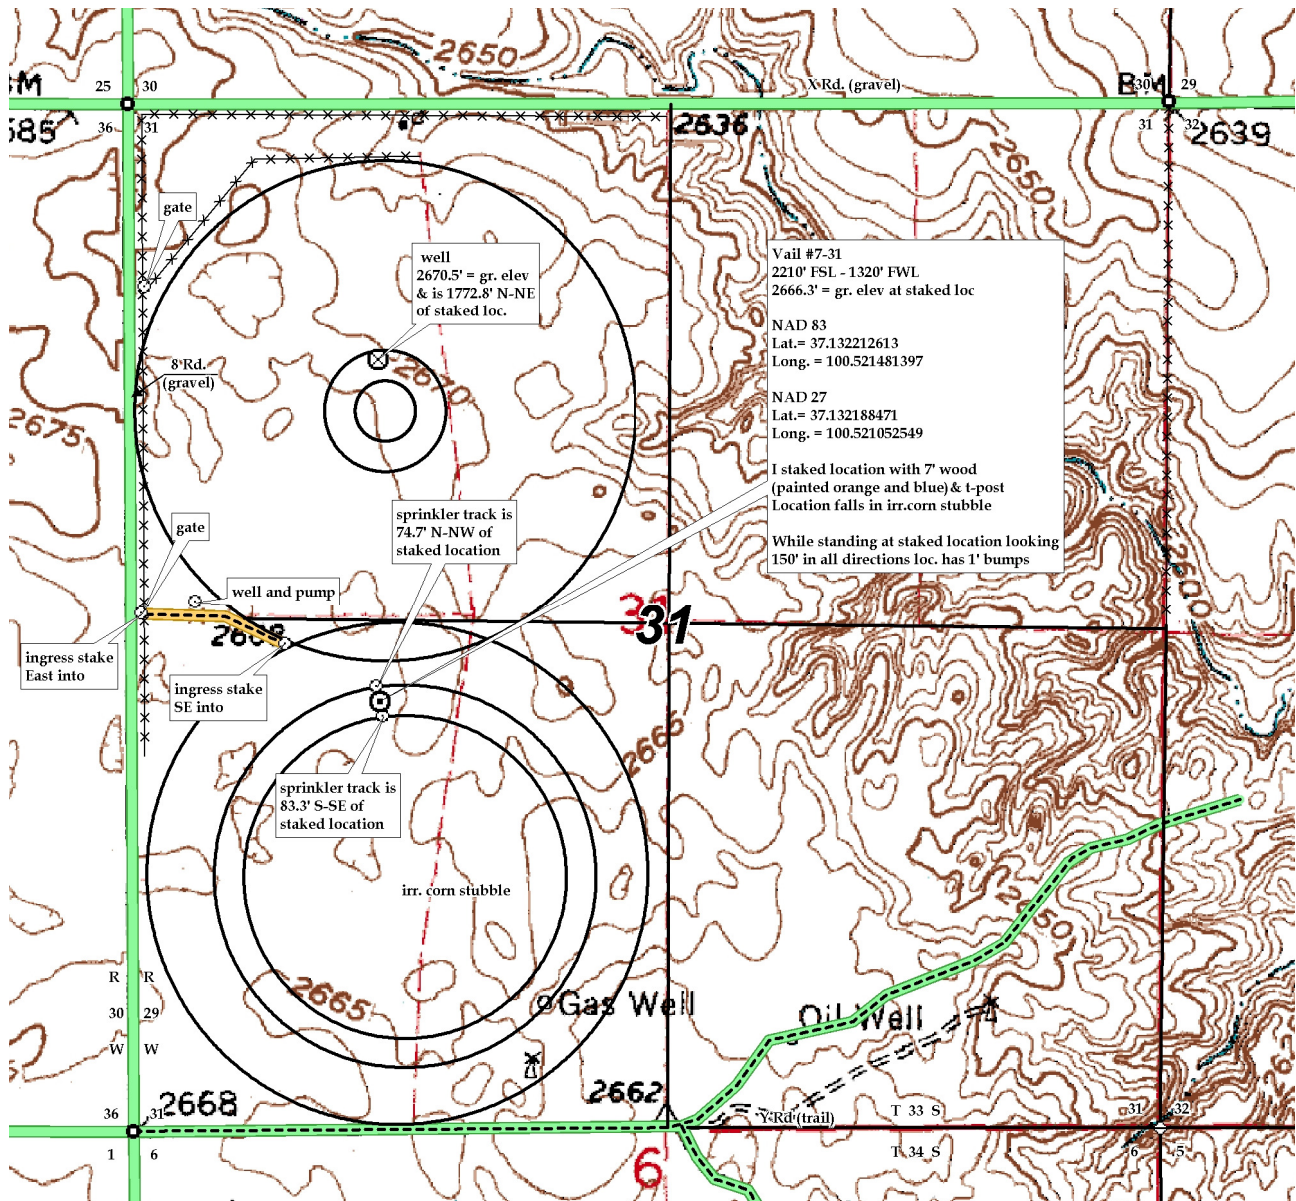 2650
BM
25 30
X Rd. (gravel)
BM
30 29
36 31
685
2636
31 32
2639
2650
gate
well
2670.5' = gr. elev
& is 1772.8' N-NE
of staked loc.
Vail #7-31
2210' FSL - 1320' FWL
2666.3' = gr. elev at staked loc
NAD 83
Lat.= 37.132212613
Long. = 100.521481397
NAD 27
Lat.= 37.132188471
Long. = 100.521052549
I staked location with 7' wood
(painted orange and blue) & t-post
Location falls in irr.corn stubble
While standing at staked location looking
150' in all directions loc. has 1' bumps
8 Rd.
(gravel)
2670
2675
sprinkler track is
74.7' N-NW of
staked location
gate
well and pump
2600
31
31
ingress stake
East into
ingress stake
SE into
2665
sprinkler track is
83.3' S-SE of
staked location
irr. corn stubble
2650
R R
30 29
W W
2665
Gas Well
Oil Well
36 31
2668
2662
Y Rd (trail)
T 33 S
31 32
1 6
T 34 S
6 5
6